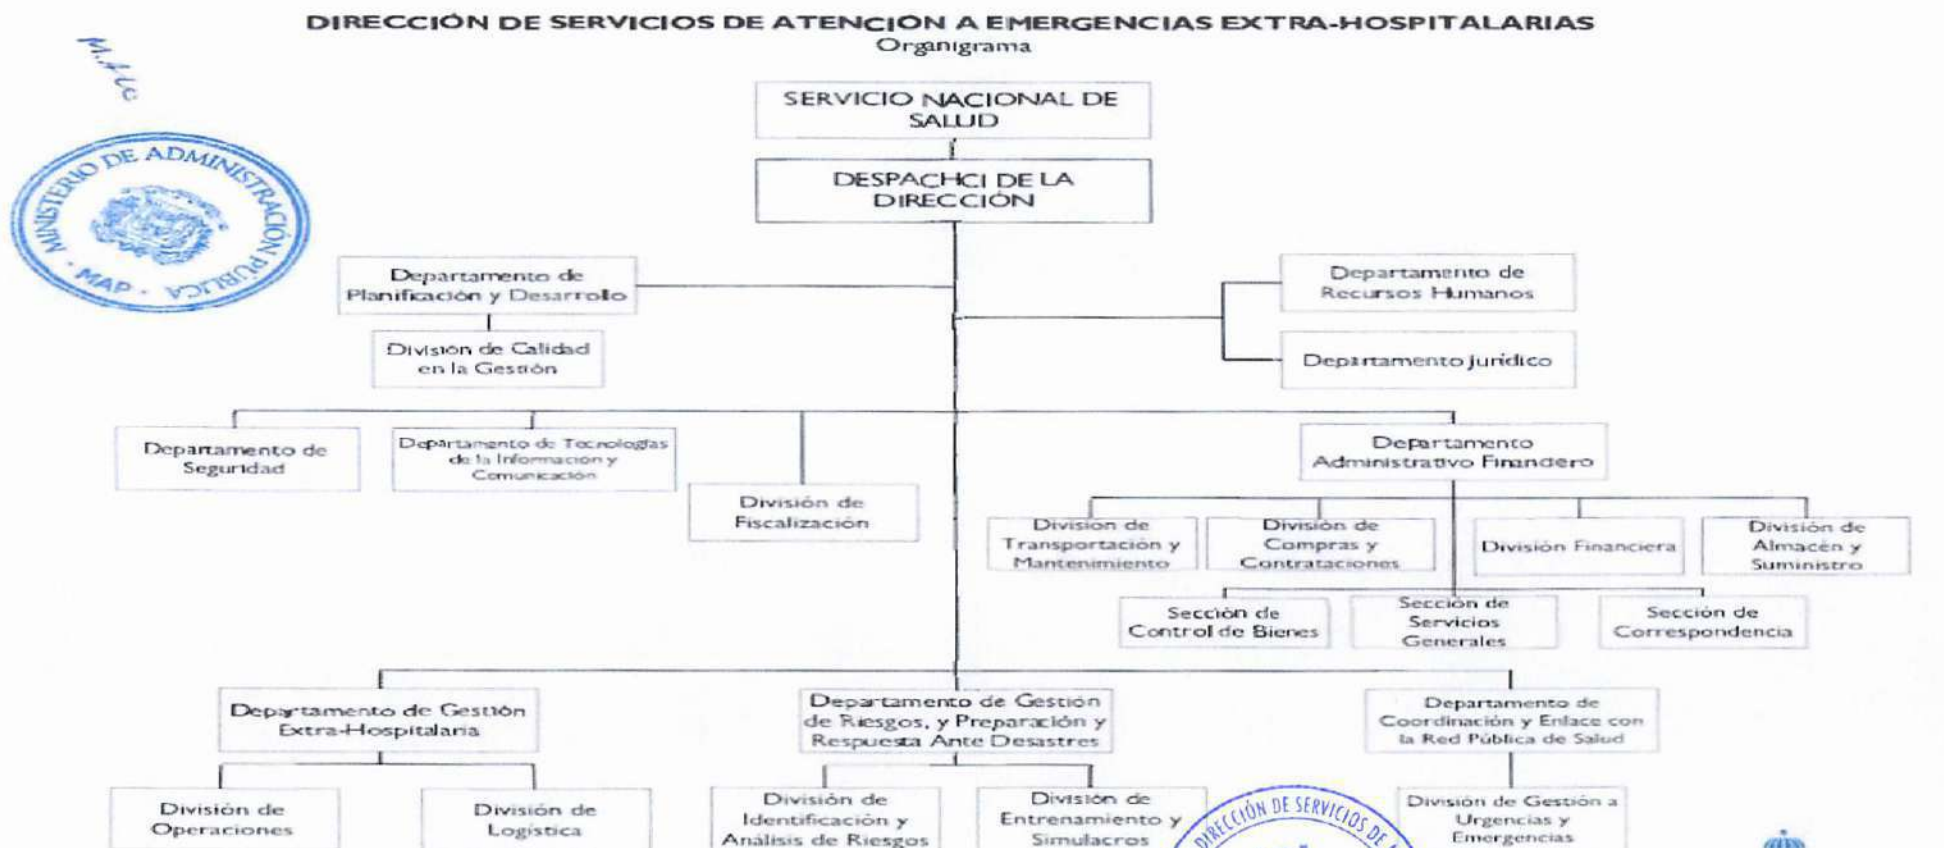 DIRECCIÓN DE SERVICIOS DE ATENCIÓN A EMERGENCIAS EXTRA-HOSPITALARIAS
Organigrama
MINISTERIO DE ADMINISTRACIÓN PÚBLICA
- MAP -
SERVICIO NACIONAL DE
SALUD
DESPACHCI DE LA
DIRECCIÓN
Departamento de
Planificación y Desarrollo
División de Calidad
en la Gestión
Departamento de
Recursos Humanos
Departamento Jurídico
Departamento de
Seguridad
Departamento de Tecnologías
de la Información y
Comunicación
División de
Fiscalización
Departamento
Administrativo Financiero
División de
Transportación y
Mantenimiento
División de
Compras y
Contrataciones
División Financiera
División de
Almacén y
Suministro
Sección de
Control de Bienes
Sección de
Servicios
Generales
Sección de
Correspondencia
Departamento de Gestión
Extra-Hospitalaria
Departamento de Gestión
de Riesgos, y Preparación y
Respuesta Ante Desastres
Departamento de
Coordinación y Enlace con
la Red Pública de Salud
División de
Operaciones
División de
Logística
División de
Identificación y
Análisis de Riesgos
División de
Entrenamiento y
Simulacros
División de Gestión a
Urgencias y
Emergencias
DIRECCIÓN DE SERVICIOS DE